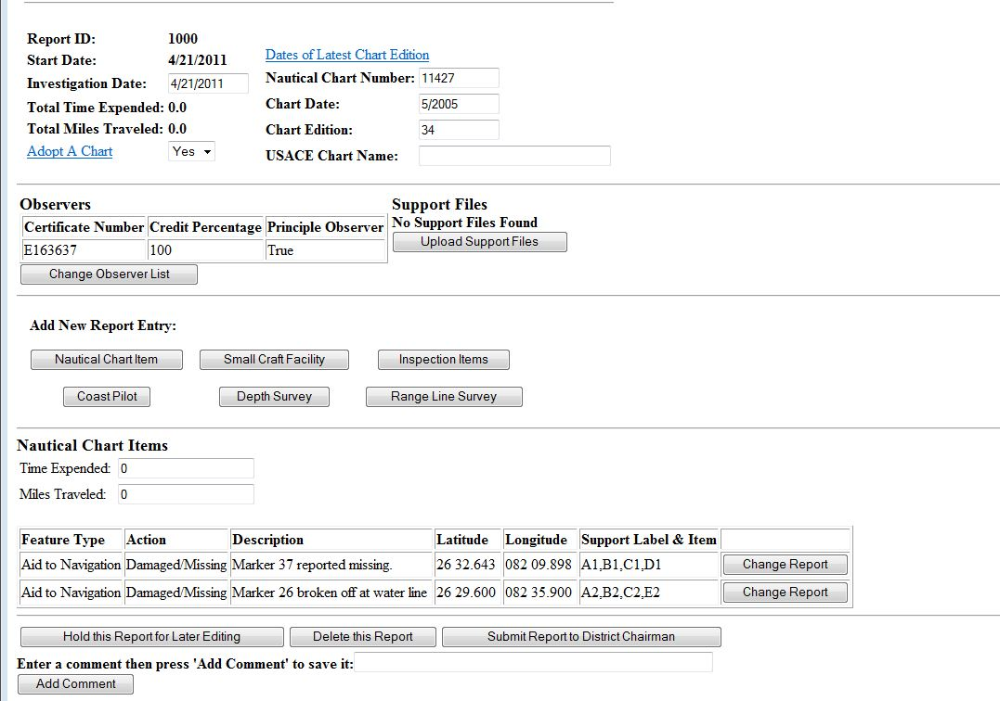 Report ID: 1000
Start Date: 4/21/2011
Investigation Date: 4/21/2011
Total Time Expended: 0.0
Total Miles Traveled: 0.0
Adopt A Chart Yes
Dates of Latest Chart Edition
Nautical Chart Number: 11427
Chart Date: 5/2005
Chart Edition: 34
USACE Chart Name:
Observers
Certificate Number Credit Percentage Principle Observer
E163637 100 True
Change Observer List
Support Files
No Support Files Found
Upload Support Files
Add New Report Entry:
Nautical Chart Item Small Craft Facility Inspection Items
Coast Pilot Depth Survey Range Line Survey
Nautical Chart Items
Time Expended: 0
Miles Traveled: 0
Feature Type Action Description Latitude Longitude Support Label & Item
Aid to Navigation Damaged/Missing Marker 37 reported missing. 26 32.643 082 09.898 A1,B1,C1,D1 Change Report
Aid to Navigation Damaged/Missing Marker 26 broken off at water line 26 29.600 082 35.900 A2,B2,C2,E2 Change Report
Hold this Report for Later Editing Delete this Report Submit Report to District Chairman
Enter a comment then press 'Add Comment' to save it:
Add Comment